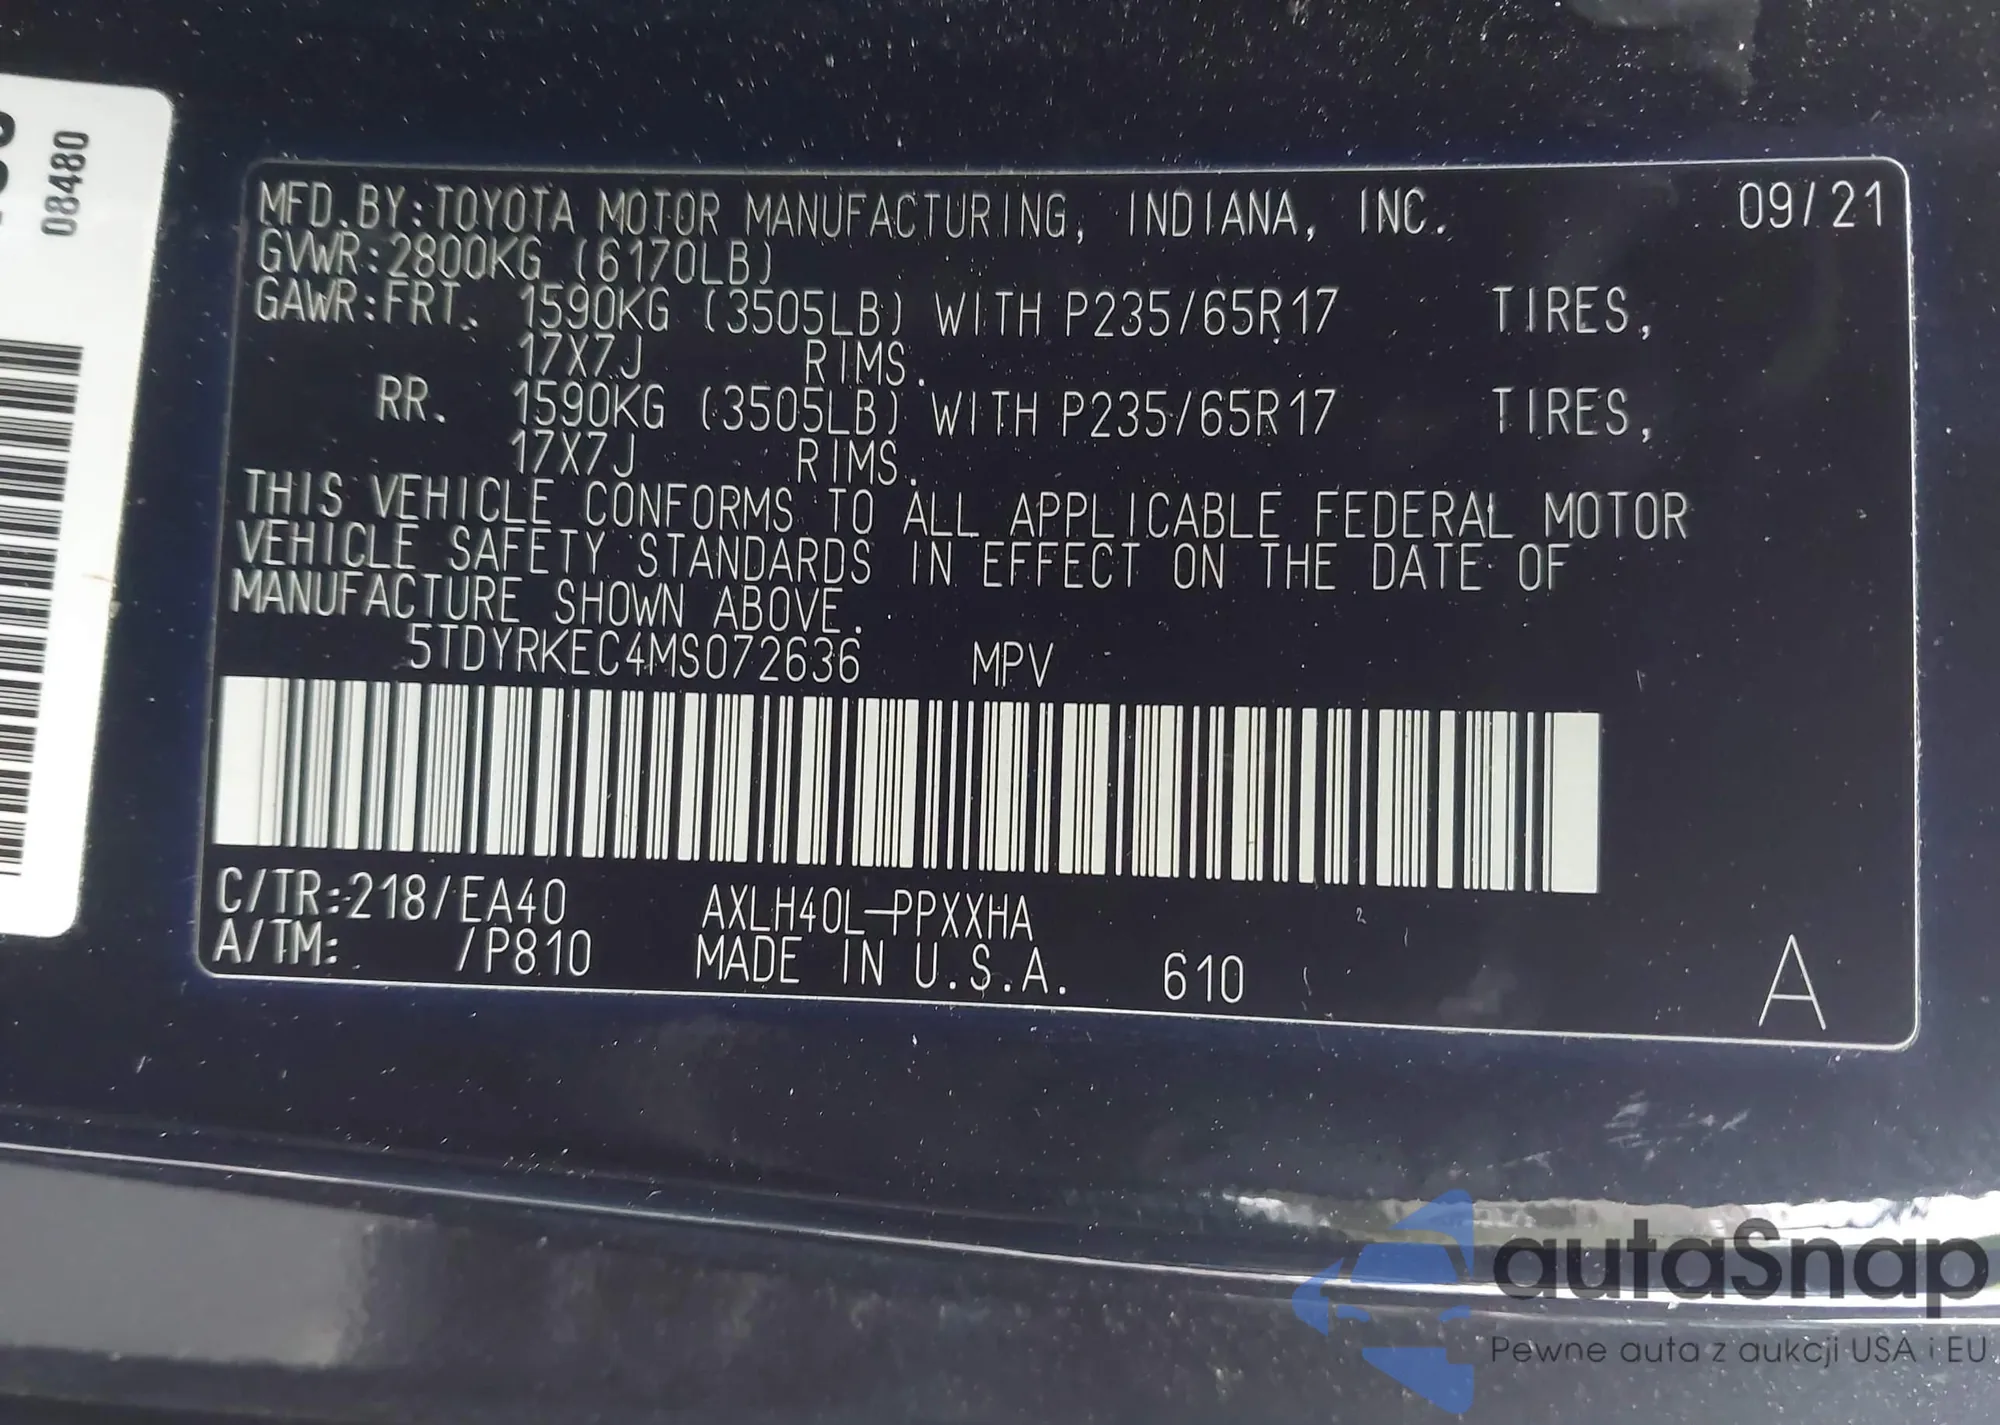 08480
MFD.BY:TOYOTA MOTOR MANUFACTURING, INDIANA, INC. 09/21
GVWR:2800KG (6170LB)
GAWR:FRT. 1590KG (3505LB) WITH P235/65R17 TIRES,
17X7J RIMS.
RR. 1590KG (3505LB) WITH P235/65R17 TIRES,
17X7J RIMS.
THIS VEHICLE CONFORMS TO ALL APPLICABLE FEDERAL MOTOR
VEHICLE SAFETY STANDARDS IN EFFECT ON THE DATE OF
MANUFACTURE SHOWN ABOVE.
5TDYRKEC4MS072636 MPV
C/TR:218/EA40 AXLH40L-PPXXHA
A/TM: /P810 MADE IN U.S.A. 610 A
autaSnap
Pewne auta z aukcji USA i EU